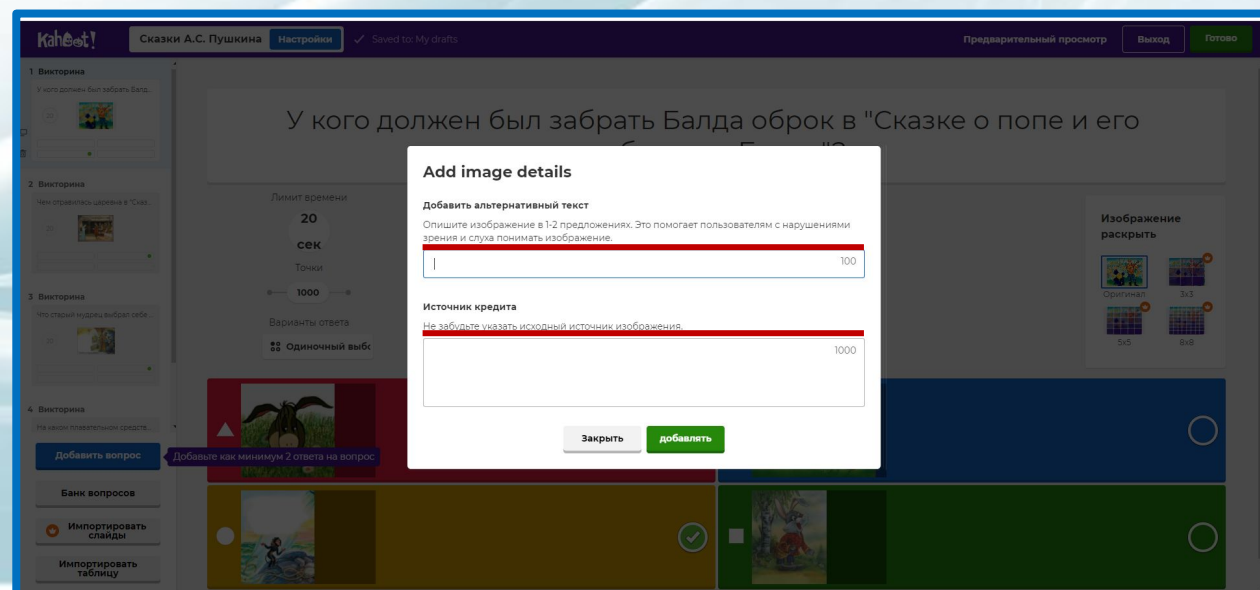 Kahoot!
Сказки А.С. Пушкина
Настройки
Saved to: My drafts
Предварительный просмотр
Выход
Готово
1 Викторина
У кого должен был забрать Балд...
У кого должен был забрать Балда оброк в "Сказке о попе и его
2 Викторина
Чем отравилась царевна в "Сказ...
3 Викторина
Что старый мудрец выбрал себе ...
4 Викторина
На каком плавательном средств...
Добавить вопрос
Добавьте как минимум 2 ответа на вопрос
Банк вопросов
Импортировать
слайды
Импортировать
таблицу
Лимит времени
20
сек
Точки
1000
Варианты ответа
Одиночный выбо
Add image details
Добавить альтернативный текст
Опишите изображение в 1-2 предложениях. Это помогает пользователям с нарушениями
зрения и слуха понимать изображение.
100
Источник кредита
Не забудьте указать исходный источник изображения.
1000
Закрыть
добавлять
Изображение
раскрыть
Оригинал
3x3
5x5
8x8